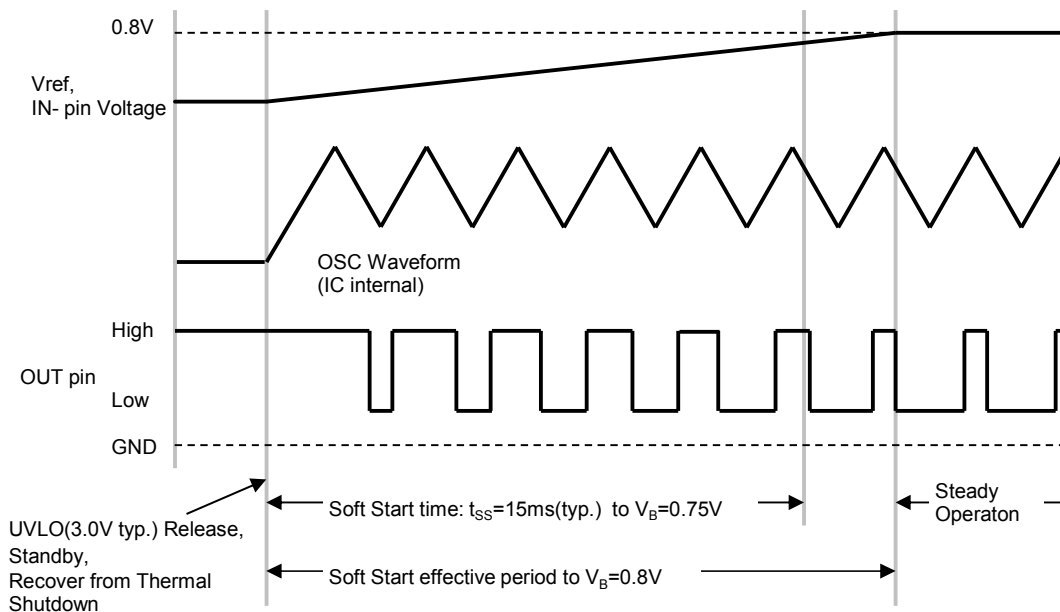 0.8V
Vref,
IN- pin Voltage
OSC Waveform
(IC internal)
High
OUT pin
Low
GND
Soft Start time: tSS=15ms(typ.) to VB=0.75V
Steady
Operaton
UVLO(3.0V typ.) Release,
Standby,
Recover from Thermal
Shutdown
Soft Start effective period to VB=0.8V